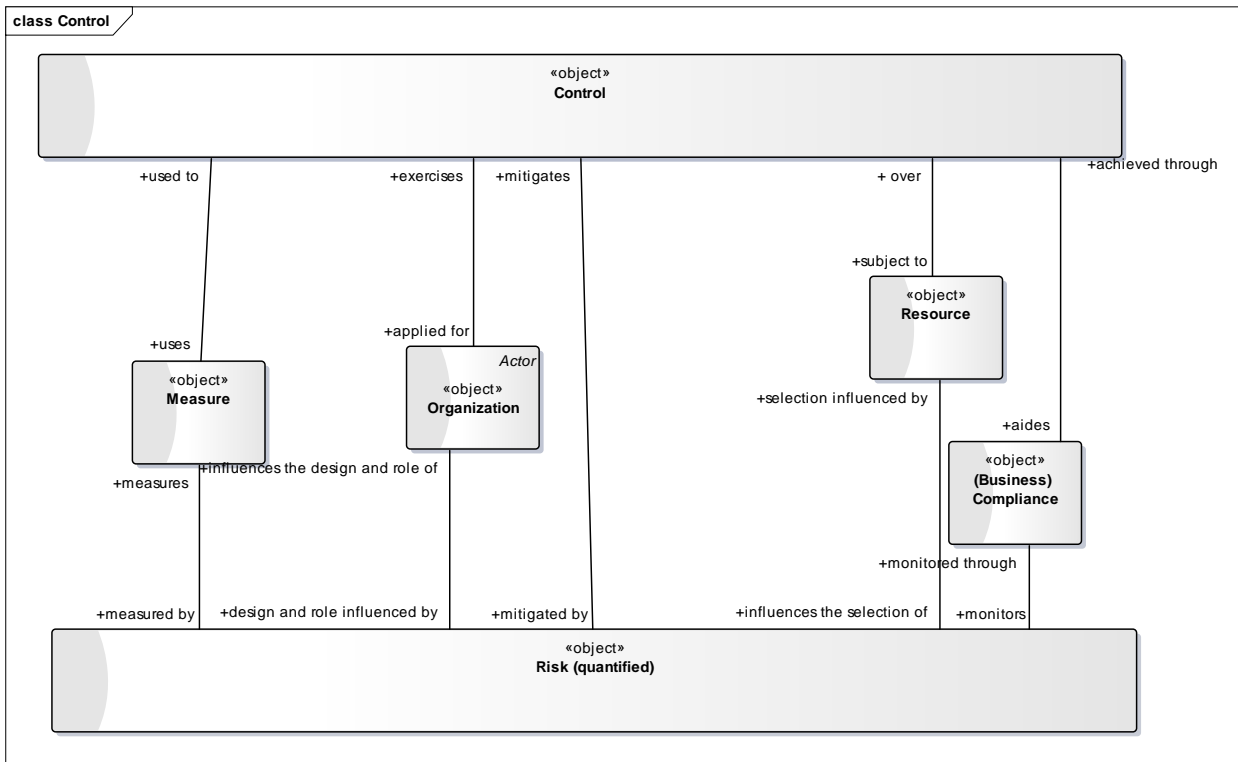 class Control
«object»
Control
+used to
+exercises
+mitigates
+ over
+achieved through
+subject to
«object»
Resource
+applied for
+uses
Actor
«object»
Organization
«object»
Measure
+selection influenced by
+aides
«object»
(Business)
Compliance
+influences the design and role of
+measures
+monitored through
+measured by
+design and role influenced by
+mitigated by
+influences the selection of
+monitors
«object»
Risk (quantified)